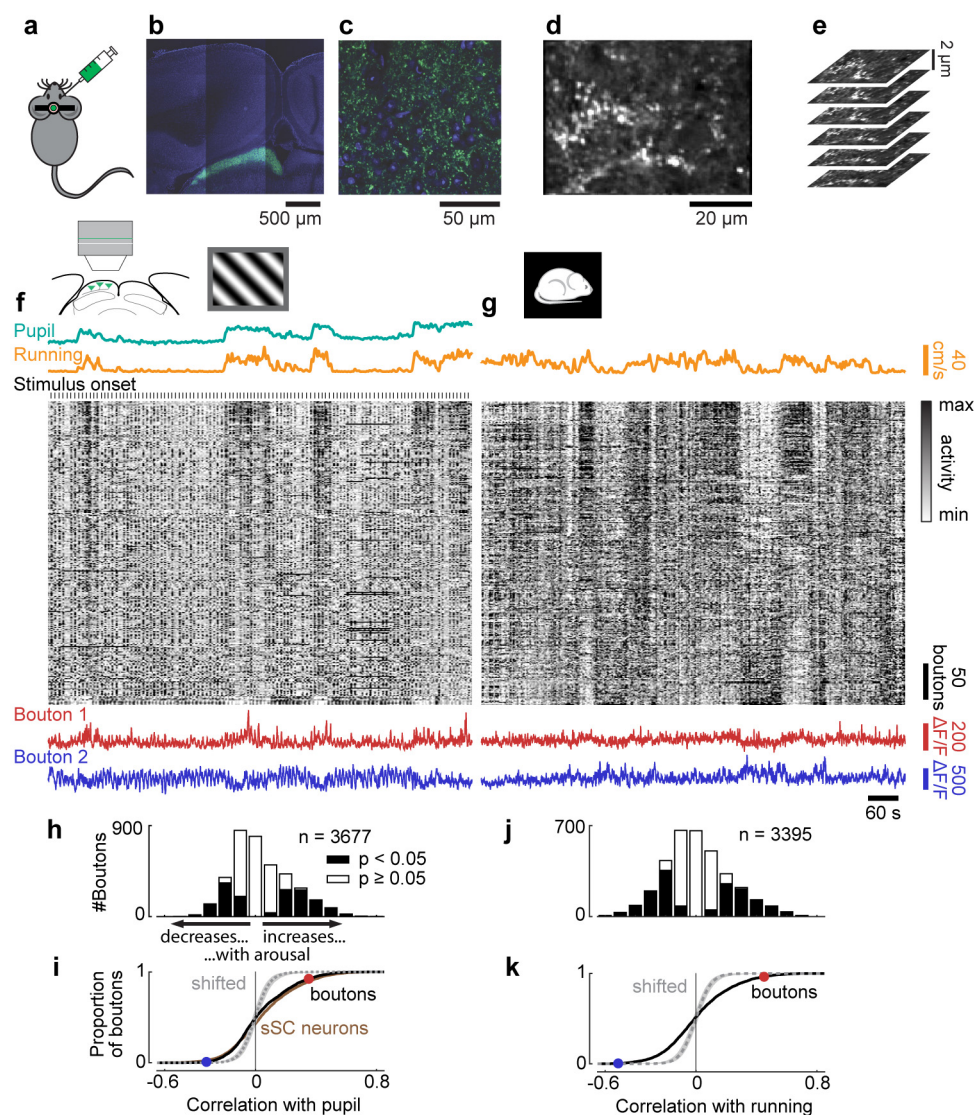 a
b
c
d
e
2 µm
500 µm
50 µm
20 µm
f
g
Pupil
Running
40 cm/s
Stimulus onset
max
activity
min
50 boutons
Bouton 1
200 ΔF/F
Bouton 2
500 ΔF/F
60 s
h
900
n = 3677
p < 0.05
p ≥ 0.05
#Boutons
0
decreases...
increases...
...with arousal
j
700
n = 3395
0
i
1
shifted
boutons
sSC neurons
Proportion of boutons
0
-0.6
0
0.8
Correlation with pupil
k
1
shifted
boutons
0
-0.6
0
0.8
Correlation with running